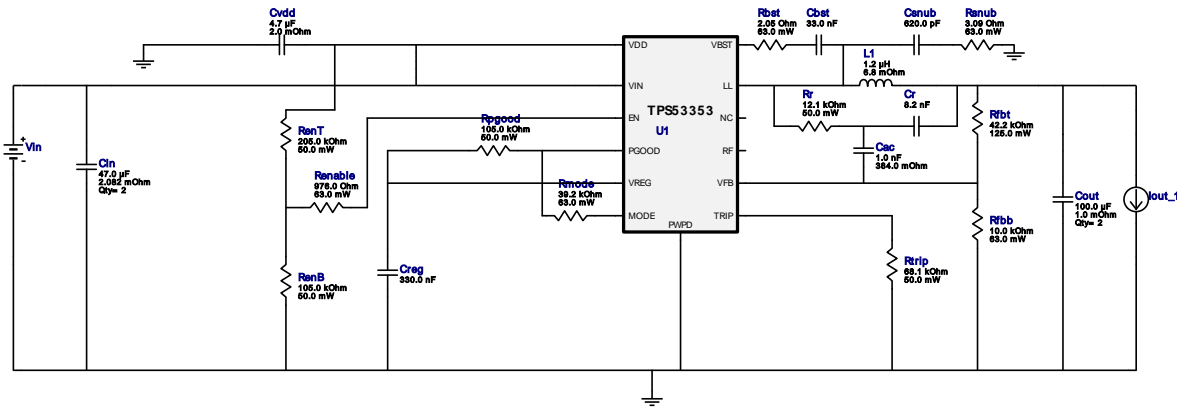 Cvdd
4.7 µF
2.0 mOhm
Rbst
2.05 Ohm
63.0 mW
Cbst
33.0 nF
Csnub
620.0 pF
Rsnub
3.09 Ohm
63.0 mW
VDD
VBST
L1
1.2 µH
6.8 mOhm
VIN
LL
TPS53353
U1
Rr
12.1 kOhm
50.0 mW
Cr
8.2 nF
EN
NC
Rpgood
105.0 kOhm
50.0 mW
Rfbt
42.2 kOhm
125.0 mW
RenT
205.0 kOhm
50.0 mW
Vin
+
-
Cin
47.0 µF
2.082 mOhm
Qty= 2
PGOOD
RF
Cac
1.0 nF
384.0 mOhm
Renable
976.0 Ohm
63.0 mW
Rmode
39.2 kOhm
63.0 mW
VREG
VFB
MODE
TRIP
PWPD
Cout
100.0 µF
1.0 mOhm
Qty= 2
Iout_1
Rfbb
10.0 kOhm
63.0 mW
RenB
105.0 kOhm
50.0 mW
Creg
330.0 nF
Rtrip
68.1 kOhm
50.0 mW